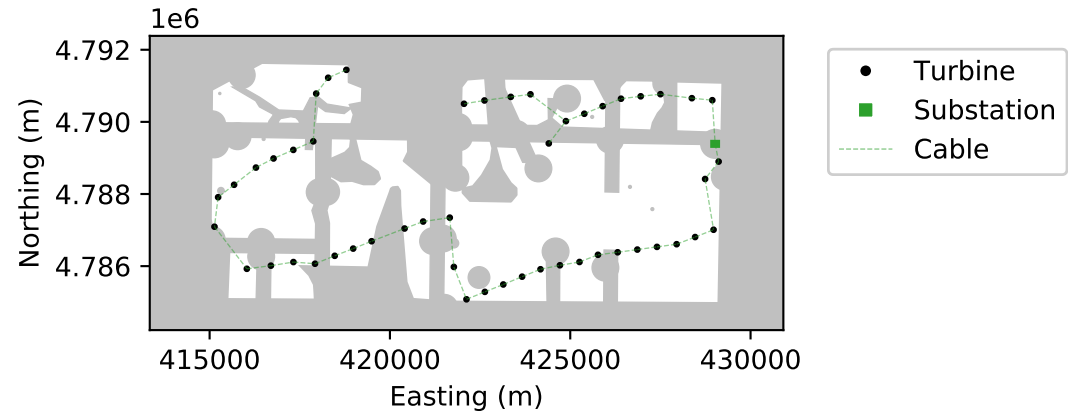 1e6
4.792
4.790
4.788
4.786
Northing (m)
415000 420000 425000 430000
Easting (m)
Turbine
Substation
Cable